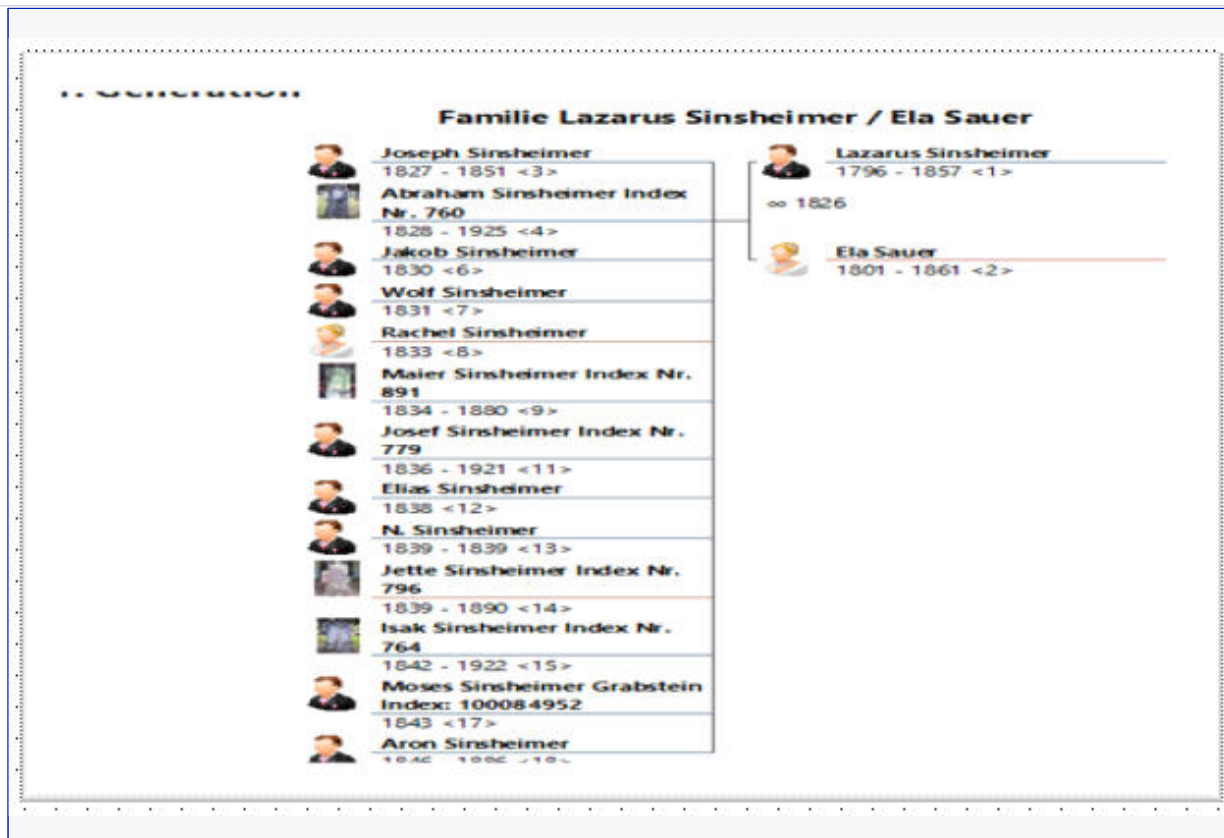 1. Generation
Familie Lazarus Sinsheimer / Ela Sauer
Joseph Sinsheimer
1827 - 1851 <3>
Abraham Sinsheimer Index
Nr. 760
1828 - 1925 <4>
Jakob Sinsheimer
1830 <6>
Wolf Sinsheimer
1831 <7>
Rachel Sinsheimer
1833 <8>
Maier Sinsheimer Index Nr.
891
1834 - 1880 <9>
Josef Sinsheimer Index Nr.
779
1836 - 1921 <11>
Elias Sinsheimer
1838 <12>
N. Sinsheimer
1839 - 1839 <13>
Jette Sinsheimer Index Nr.
796
1839 - 1890 <14>
Isak Sinsheimer Index Nr.
764
1842 - 1922 <15>
Moses Sinsheimer Grabstein
Index: 100084952
1843 <17>
Aron Sinsheimer
Lazarus Sinsheimer
1796 - 1857 <1>
∞ 1826
Ela Sauer
1801 - 1861 <2>